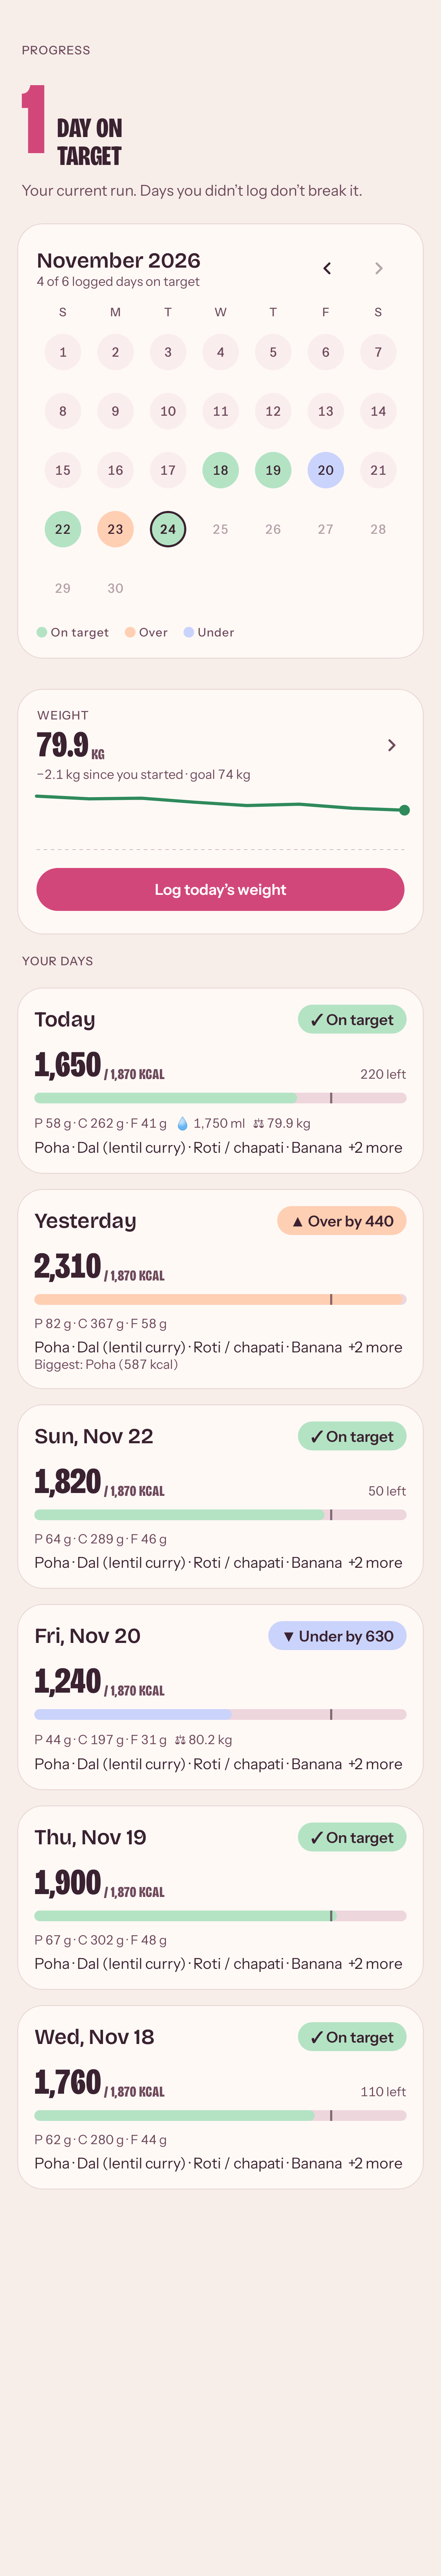 PROGRESS
1 DAY ON
TARGET
Your current run. Days you didn’t log don’t break it.
November 2026
4 of 6 logged days on target
S M T W T F S
1 2 3 4 5 6 7
8 9 10 11 12 13 14
15 16 17 18 19 20 21
22 23 24 25 26 27 28
29 30
On target Over Under
WEIGHT
79.9 KG
−2.1 kg since you started · goal 74 kg
Log today’s weight
YOUR DAYS
Today ✓ On target
1,650 / 1,870 KCAL 220 left
P 58 g · C 262 g · F 41 g 💧 1,750 ml ⚖ 79.9 kg
Poha · Dal (lentil curry) · Roti / chapati · Banana +2 more
Yesterday ▲ Over by 440
2,310 / 1,870 KCAL
P 82 g · C 367 g · F 58 g
Poha · Dal (lentil curry) · Roti / chapati · Banana +2 more
Biggest: Poha (587 kcal)
Sun, Nov 22 ✓ On target
1,820 / 1,870 KCAL 50 left
P 64 g · C 289 g · F 46 g
Poha · Dal (lentil curry) · Roti / chapati · Banana +2 more
Fri, Nov 20 ▼ Under by 630
1,240 / 1,870 KCAL
P 44 g · C 197 g · F 31 g ⚖ 80.2 kg
Poha · Dal (lentil curry) · Roti / chapati · Banana +2 more
Thu, Nov 19 ✓ On target
1,900 / 1,870 KCAL
P 67 g · C 302 g · F 48 g
Poha · Dal (lentil curry) · Roti / chapati · Banana +2 more
Wed, Nov 18 ✓ On target
1,760 / 1,870 KCAL 110 left
P 62 g · C 280 g · F 44 g
Poha · Dal (lentil curry) · Roti / chapati · Banana +2 more